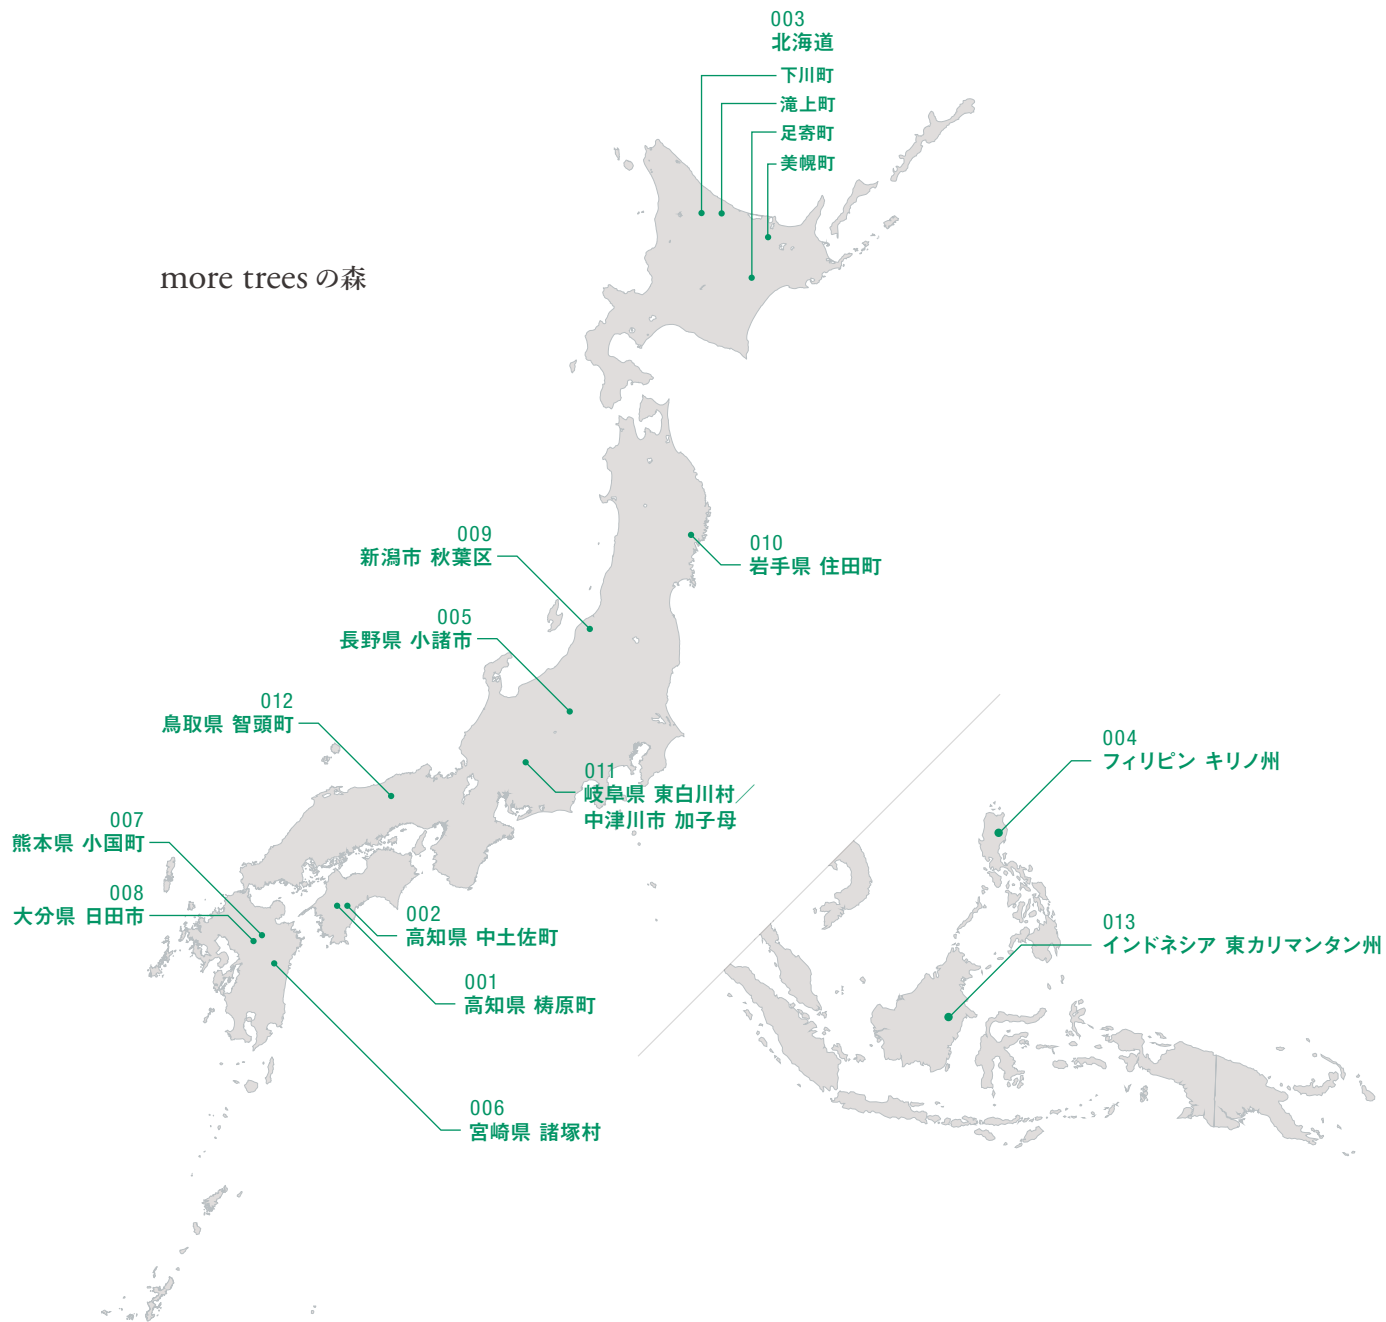 003
北海道
下川町
滝上町
足寄町
美幌町
more trees の森
009
新潟市 秋葉区
010
岩手県 住田町
005
長野県 小諸市
012
鳥取県 智頭町
011
岐阜県 東白川村／
中津川市 加子母
004
フィリピン キリノ州
007
熊本県 小国町
008
大分県 日田市
002
高知県 中土佐町
013
インドネシア 東カリマンタン州
001
高知県 梼原町
006
宮崎県 諸塚村